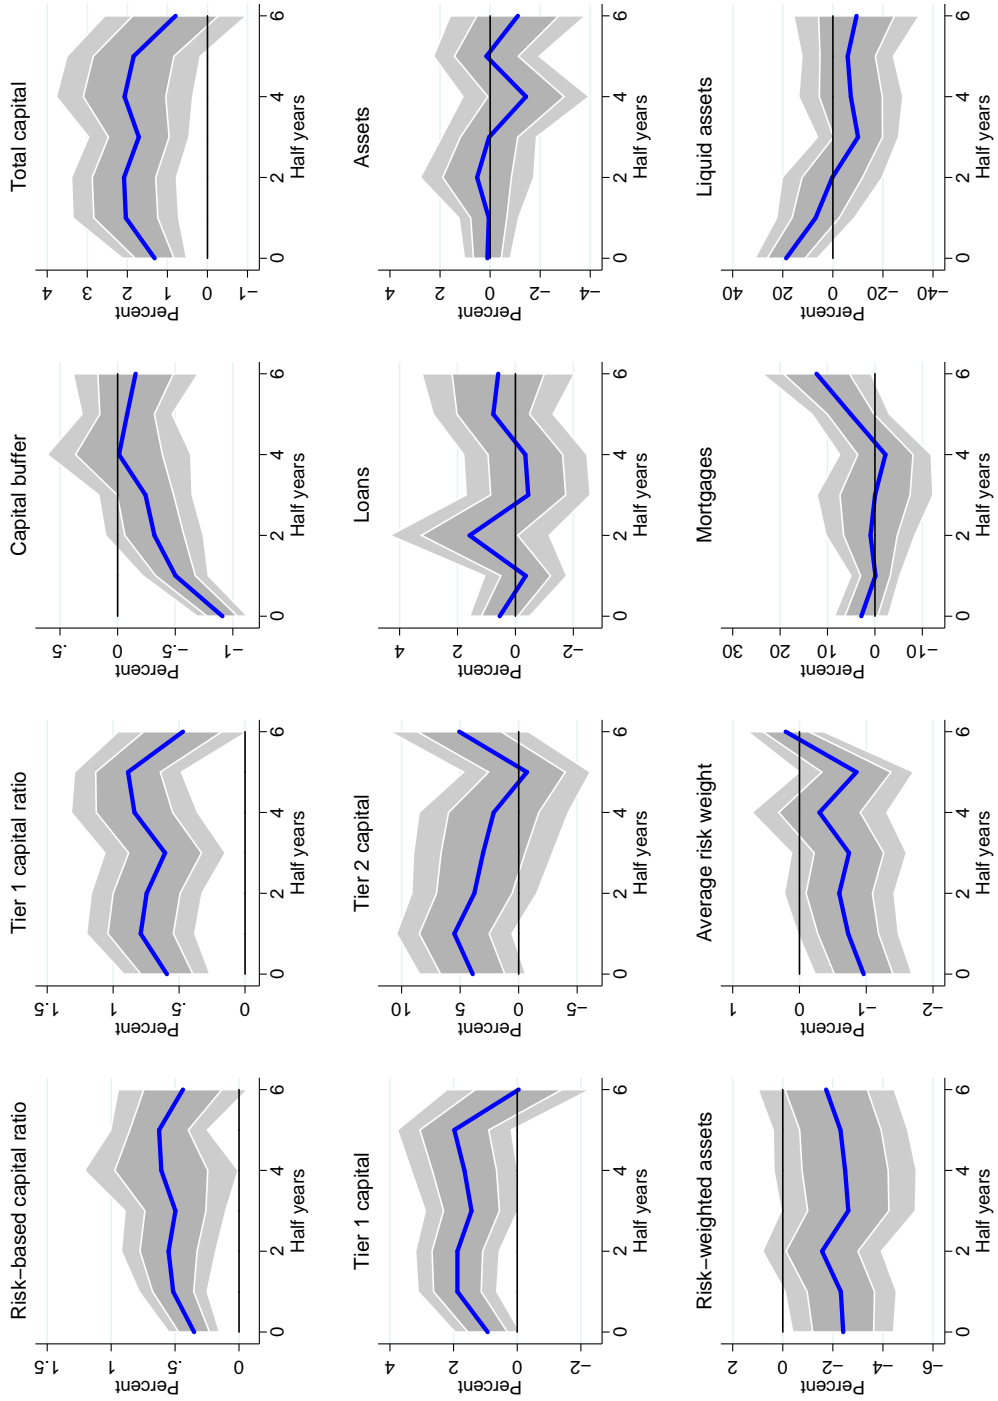 Risk−based capital ratio
Percent
1.5
1
.5
0
0 2 4 6
Half years
Tier 1 capital ratio
Percent
1.5
1
.5
0
0 2 4 6
Half years
Capital buffer
Percent
.5
0
−.5
−1
0 2 4 6
Half years
Total capital
Percent
4
3
2
1
0
−1
0 2 4 6
Half years
Tier 1 capital
Percent
4
2
0
−2
0 2 4 6
Half years
Tier 2 capital
Percent
10
5
0
−5
0 2 4 6
Half years
Loans
Percent
4
2
0
−2
0 2 4 6
Half years
Assets
Percent
4
2
0
−2
−4
0 2 4 6
Half years
Risk−weighted assets
Percent
2
0
−2
−4
−6
0 2 4 6
Half years
Average risk weight
Percent
1
0
−1
−2
0 2 4 6
Half years
Mortgages
Percent
30
20
10
0
−10
0 2 4 6
Half years
Liquid assets
Percent
40
20
0
−20
−40
0 2 4 6
Half years